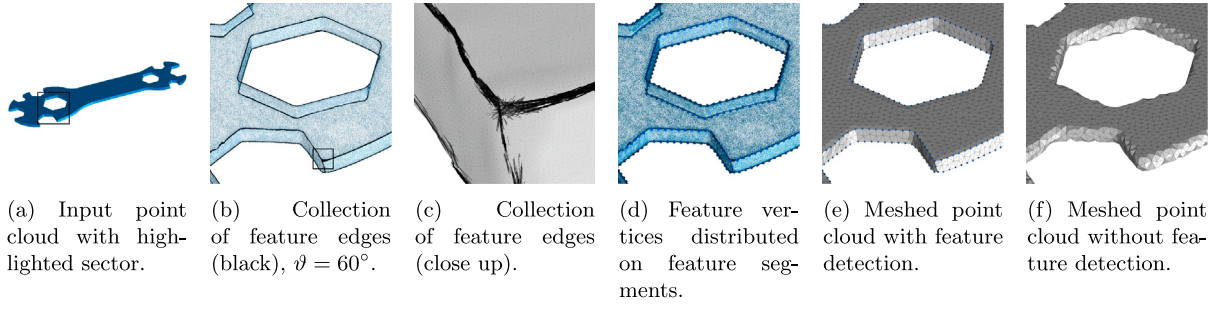 (a) Input point
cloud with high-
lighted sector.
(b) Collection
of feature edges
(black), ϑ = 60°.
(c) Collection
of feature edges
(close up).
(d) Feature ver-
tices distributed
on feature seg-
ments.
(e) Meshed point
cloud with feature
detection.
(f) Meshed point
cloud without fea-
ture detection.